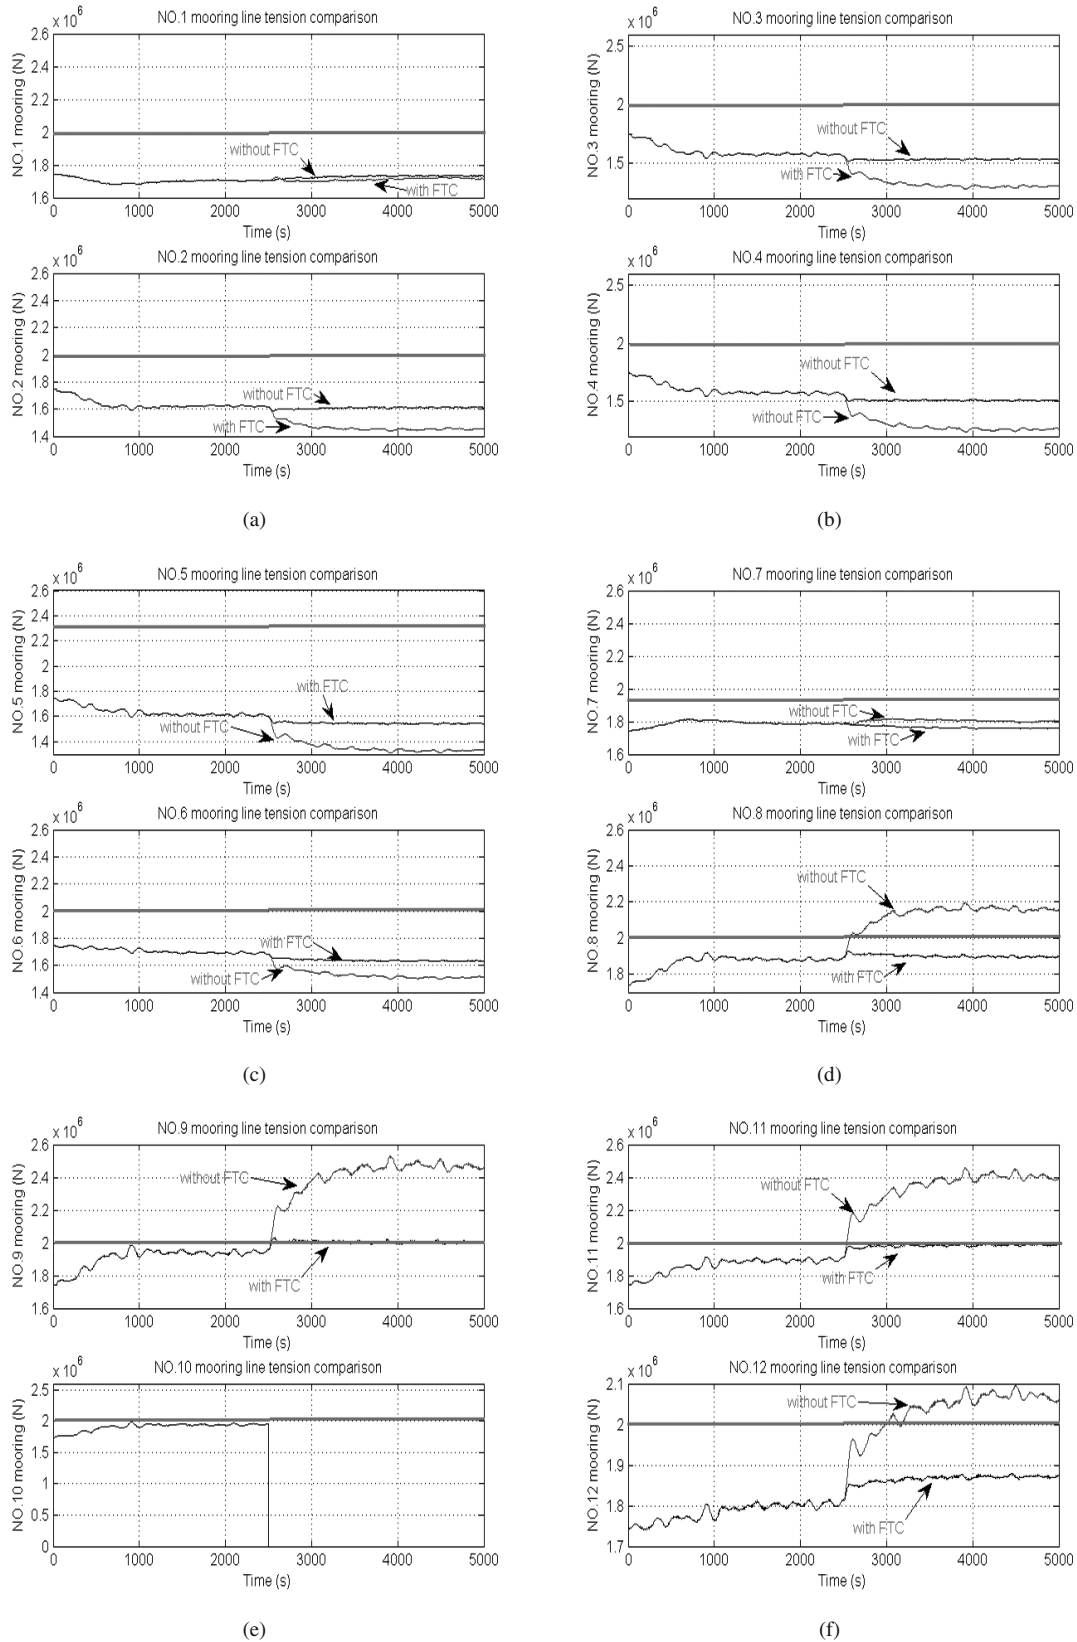 NO.1 mooring line tension comparison
x 10^6
NO.1 mooring (N)
2.6
2.4
2.2
2
1.8
1.6
without FTC
with FTC
0 1000 2000 3000 4000 5000
Time (s)
NO.2 mooring line tension comparison
x 10^6
NO.2 mooring (N)
2.6
2.4
2.2
2
1.8
1.6
1.4
without FTC
with FTC
0 1000 2000 3000 4000 5000
Time (s)
(a)
NO.3 mooring line tension comparison
x 10^6
NO.3 mooring (N)
2.5
2
1.5
without FTC
with FTC
0 1000 2000 3000 4000 5000
Time (s)
NO.4 mooring line tension comparison
x 10^6
NO.4 mooring (N)
2.5
2
1.5
without FTC
without FTC
0 1000 2000 3000 4000 5000
Time (s)
(b)
NO.5 mooring line tension comparison
x 10^6
NO.5 mooring (N)
2.6
2.4
2.2
2
1.8
1.6
1.4
with FTC
without FTC
0 1000 2000 3000 4000 5000
Time (s)
NO.6 mooring line tension comparison
x 10^6
NO.6 mooring (N)
2.6
2.4
2.2
2
1.8
1.6
1.4
with FTC
without FTC
0 1000 2000 3000 4000 5000
Time (s)
(c)
NO.7 mooring line tension comparison
x 10^6
NO.7 mooring (N)
2.6
2.4
2.2
2
1.8
1.6
without FTC
with FTC
0 1000 2000 3000 4000 5000
Time (s)
NO.8 mooring line tension comparison
x 10^6
NO.8 mooring (N)
2.6
2.4
2.2
2
1.8
without FTC
with FTC
0 1000 2000 3000 4000 5000
Time (s)
(d)
NO.9 mooring line tension comparison
x 10^6
NO.9 mooring (N)
2.6
2.4
2.2
2
1.8
1.6
without FTC
with FTC
0 1000 2000 3000 4000 5000
Time (s)
NO.10 mooring line tension comparison
x 10^6
NO.10 mooring (N)
2.5
2
1.5
1
0.5
0
0 1000 2000 3000 4000 5000
Time (s)
(e)
NO.11 mooring line tension comparison
x 10^6
NO.11 mooring (N)
2.6
2.4
2.2
2
1.8
1.6
without FTC
with FTC
0 1000 2000 3000 4000 5000
Time (s)
NO.12 mooring line tension comparison
x 10^6
NO.12 mooring (N)
2.1
2
1.9
1.8
1.7
without FTC
with FTC
0 1000 2000 3000 4000 5000
Time (s)
(f)